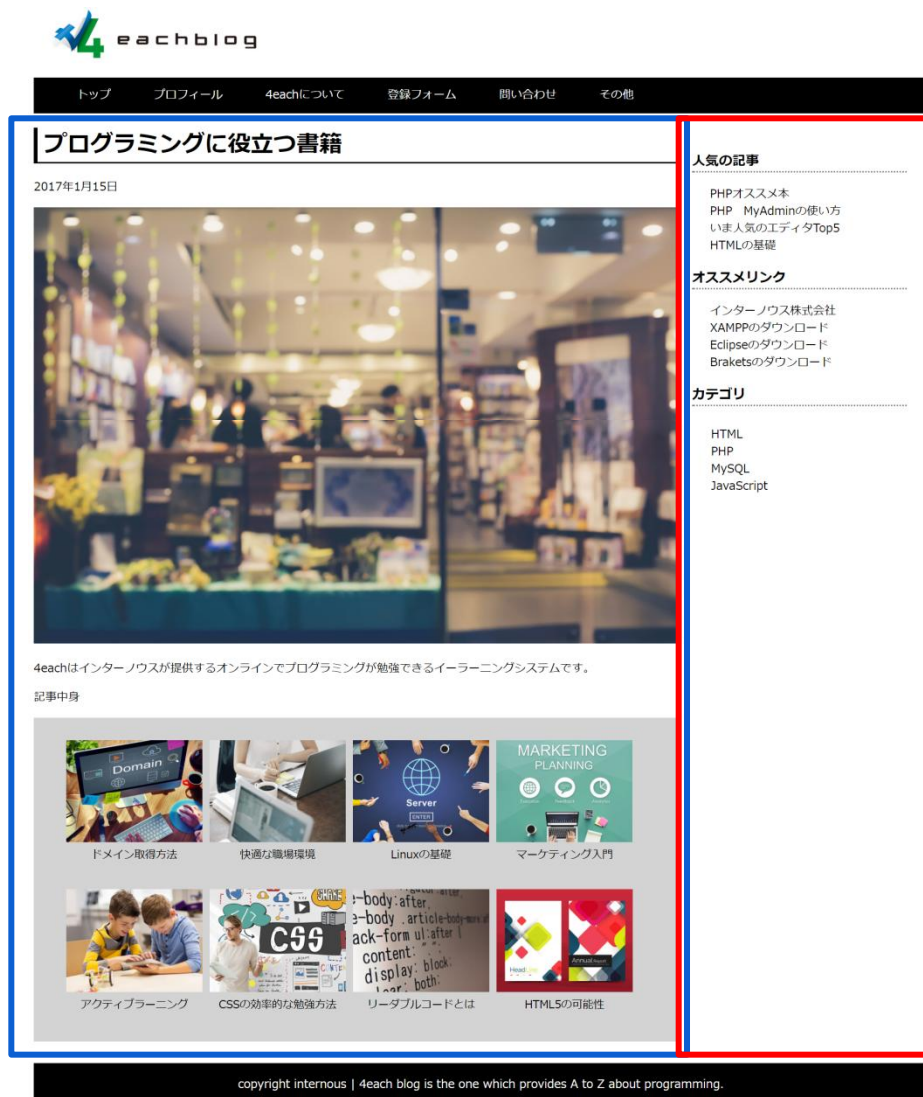 4 eachblog
トップ プロフィール 4eachについて 登録フォーム 問い合わせ その他
プログラミングに役立つ書籍
2017年1月15日
4eachはインターノウスが提供するオンラインでプログラミングが勉強できるイーラーニングシステムです。
記事中身
Domain
Server
ENTER
MARKETING
PLANNING
ドメイン取得方法 快適な職場環境 Linuxの基礎 マーケティング入門
SHARE
CSS
CONTENT
-body:after,
e-body .article-body-more
ack-form ul:after
content:
display: block;
clear: both;
Annual Report
アクティブラーニング CSSの効率的な勉強方法 リーダブルコードとは HTML5の可能性
人気の記事
PHPオススメ本
PHP　MyAdminの使い方
いま人気のエディタTop5
HTMLの基礎
オススメリンク
インターノウス株式会社
XAMPPのダウンロード
Eclipseのダウンロード
Braketsのダウンロード
カテゴリ
HTML
PHP
MySQL
JavaScript
copyright internous | 4each blog is the one which provides A to Z about programming.